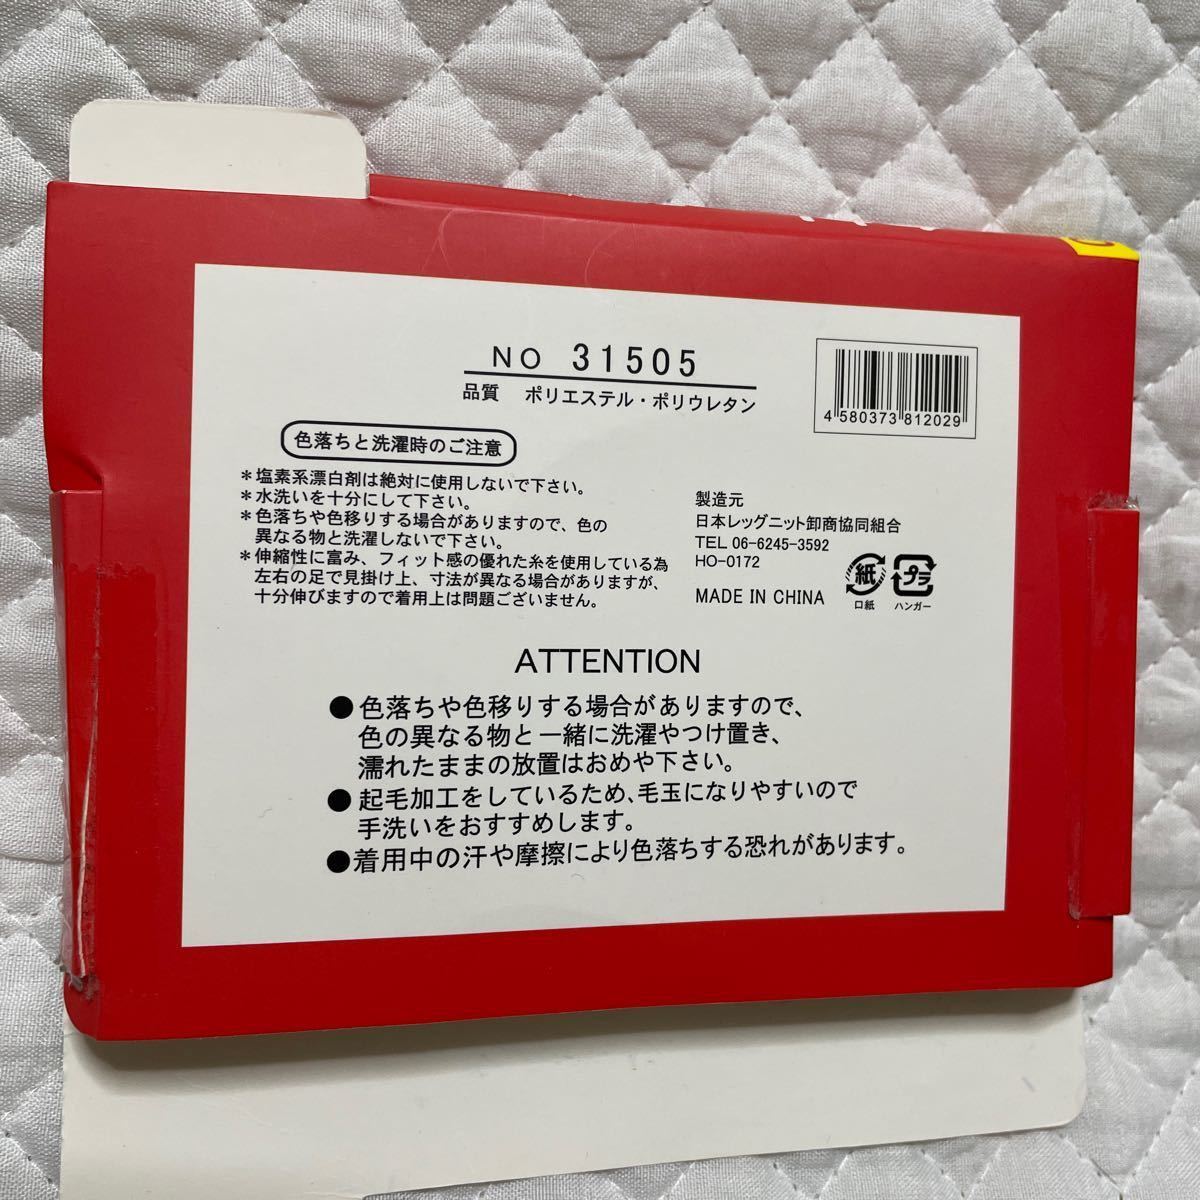 NO 31505
品質 ポリエステル・ポリウレタン
4 580373 812029
色落ちと洗濯時のご注意
＊塩素系漂白剤は絶対に使用しないで下さい。
＊水洗いを十分にして下さい。
＊色落ちや色移りする場合がありますので、色の
異なる物と洗濯しないで下さい。
＊伸縮性に富み、フィット感の優れた糸を使用している為
左右の足で見掛け上、寸法が異なる場合がありますが、
十分伸びますので着用上は問題ございません。
製造元
日本レッグニット卸商協同組合
TEL 06-6245-3592
HO-0172
MADE IN CHINA
紙
口紙
プラ
ハンガー
ATTENTION
●色落ちや色移りする場合がありますので、
色の異なる物と一緒に洗濯やつけ置き、
濡れたままの放置はおめや下さい。
●起毛加工をしているため、毛玉になりやすいので
手洗いをおすすめします。
●着用中の汗や摩擦により色落ちする恐れがあります。